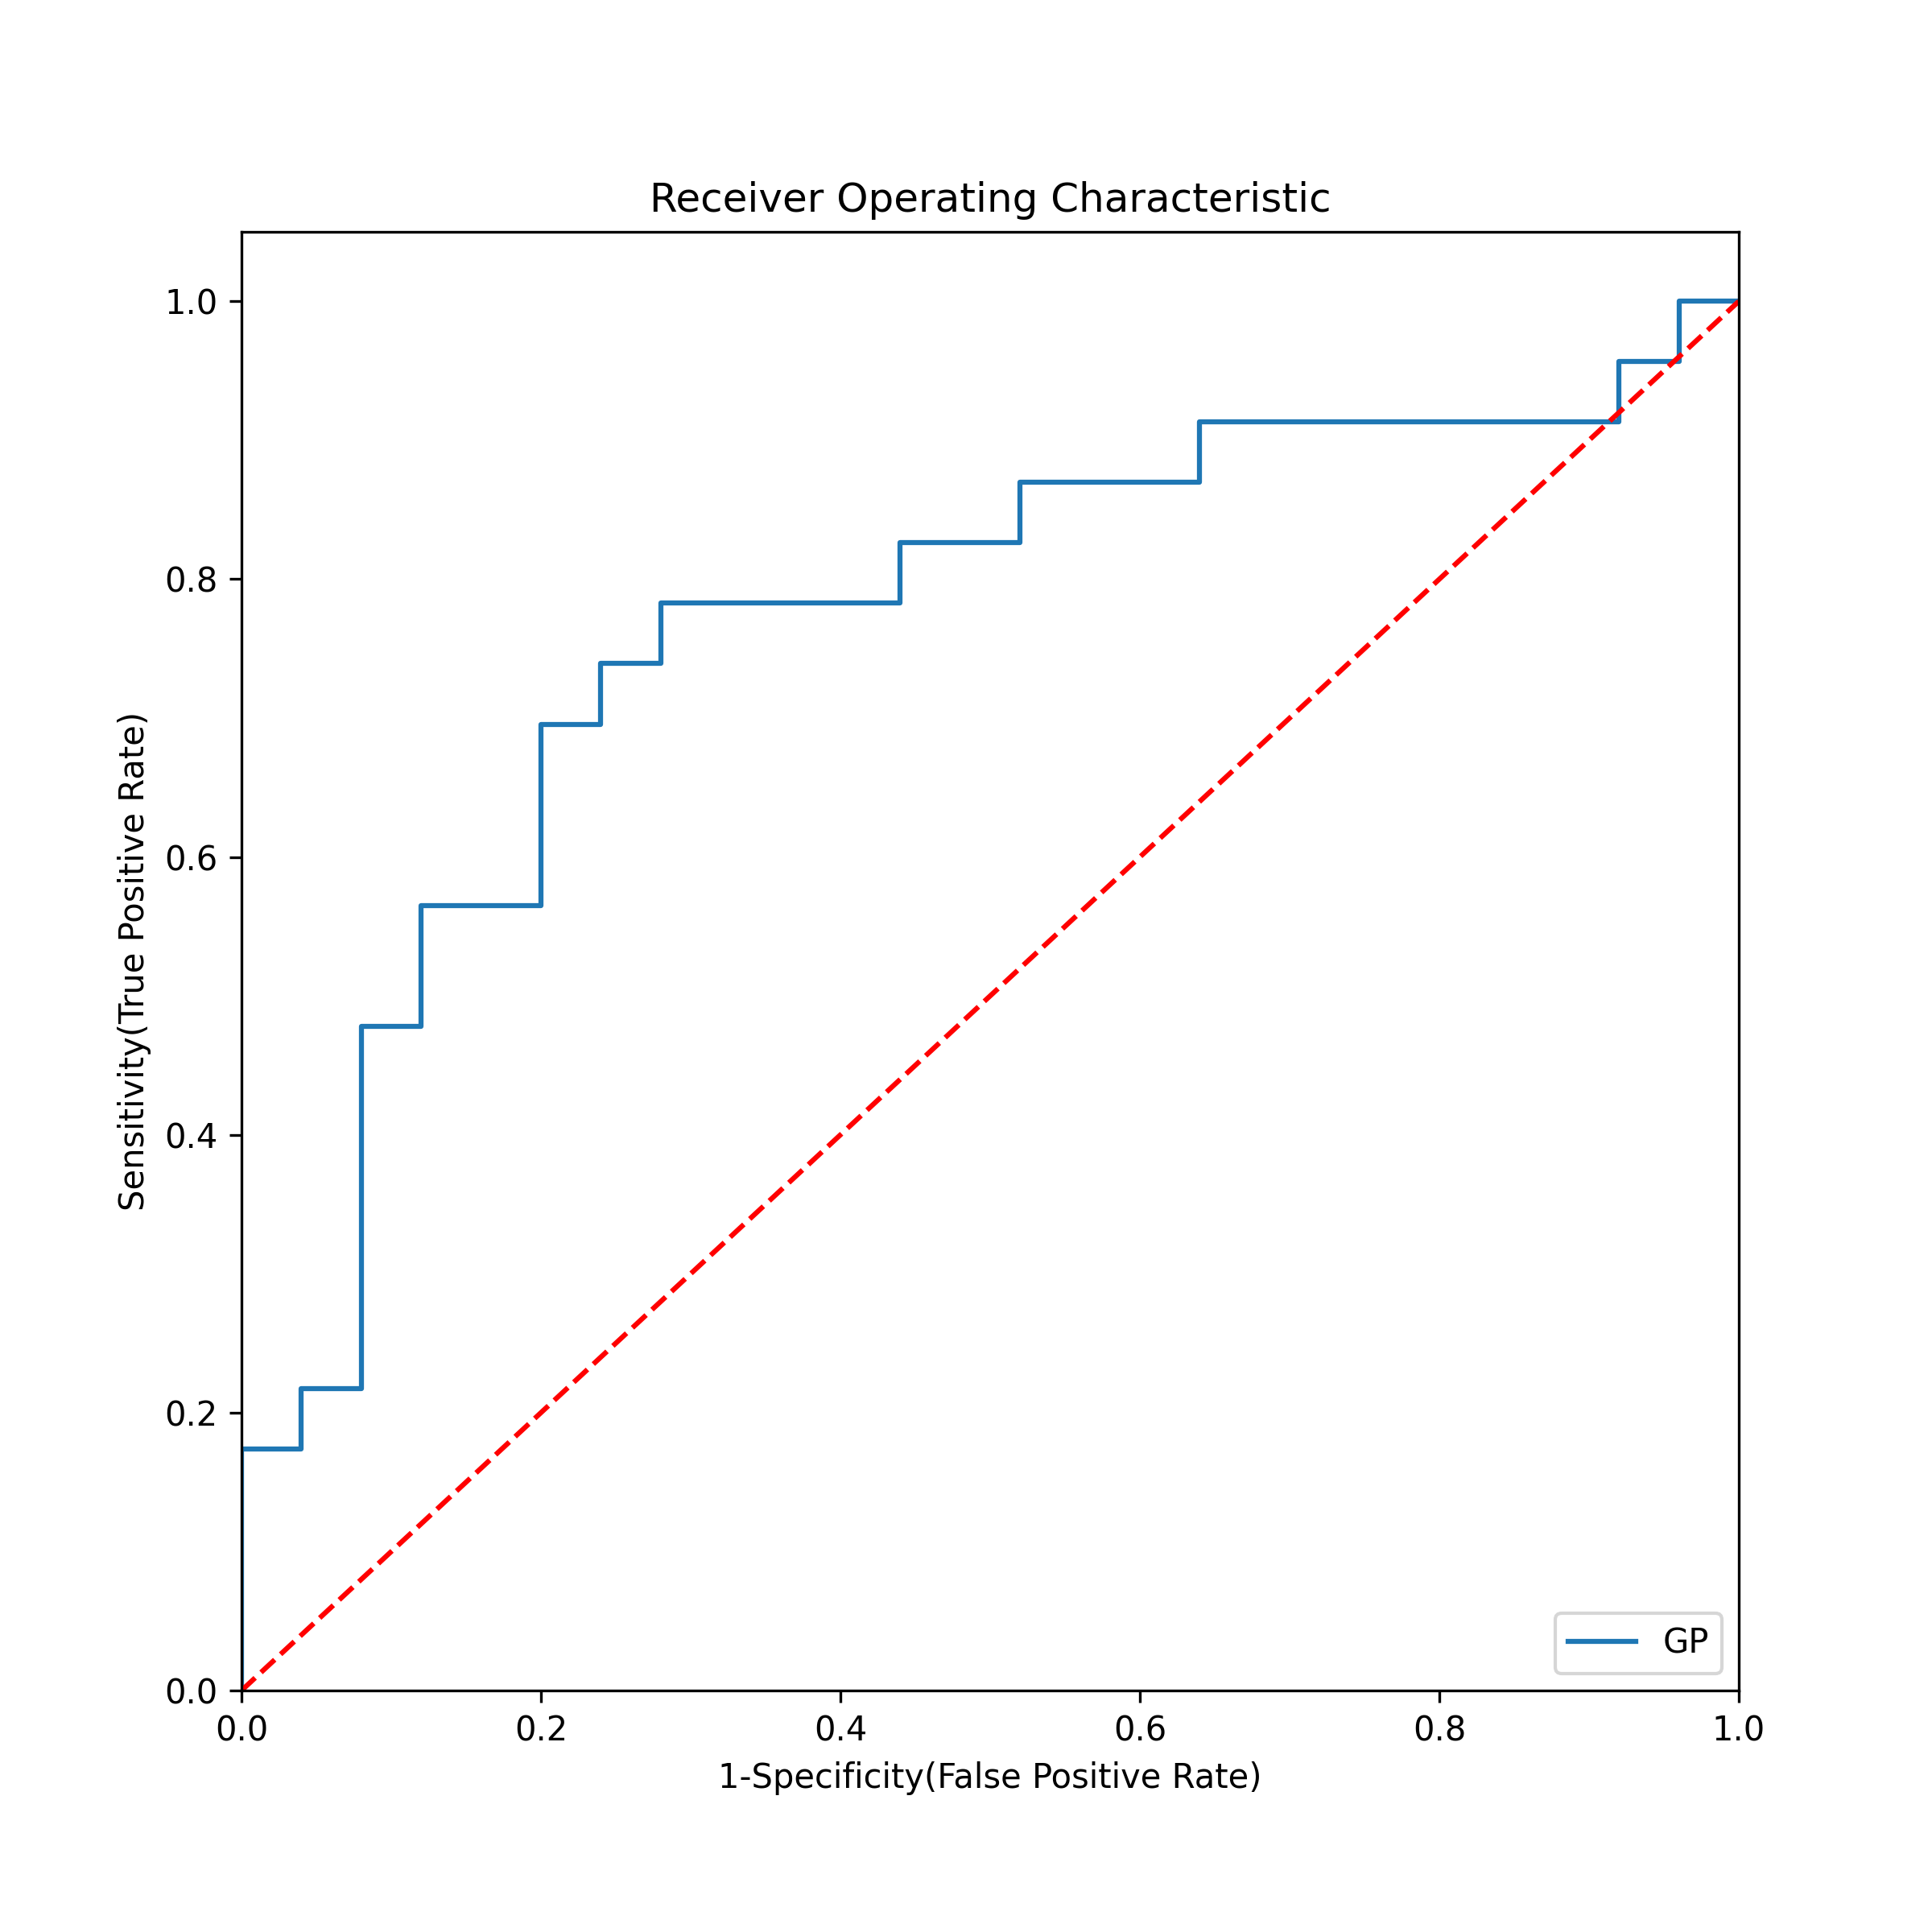 Receiver Operating Characteristic
1.0
0.8
0.6
0.4
0.2
0.0
Sensitivity(True Positive Rate)
GP
0.0 0.2 0.4 0.6 0.8 1.0
1-Specificity(False Positive Rate)